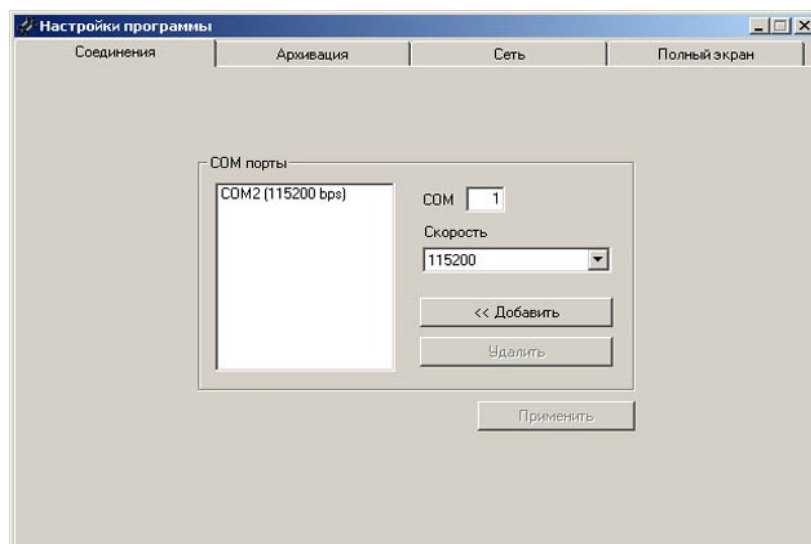 Настройки программы
Соединения Архивация Сеть Полный экран
COM порты
COM2 (115200 bps)
COM 1
Скорость
115200
<< Добавить
Удалить
Применить